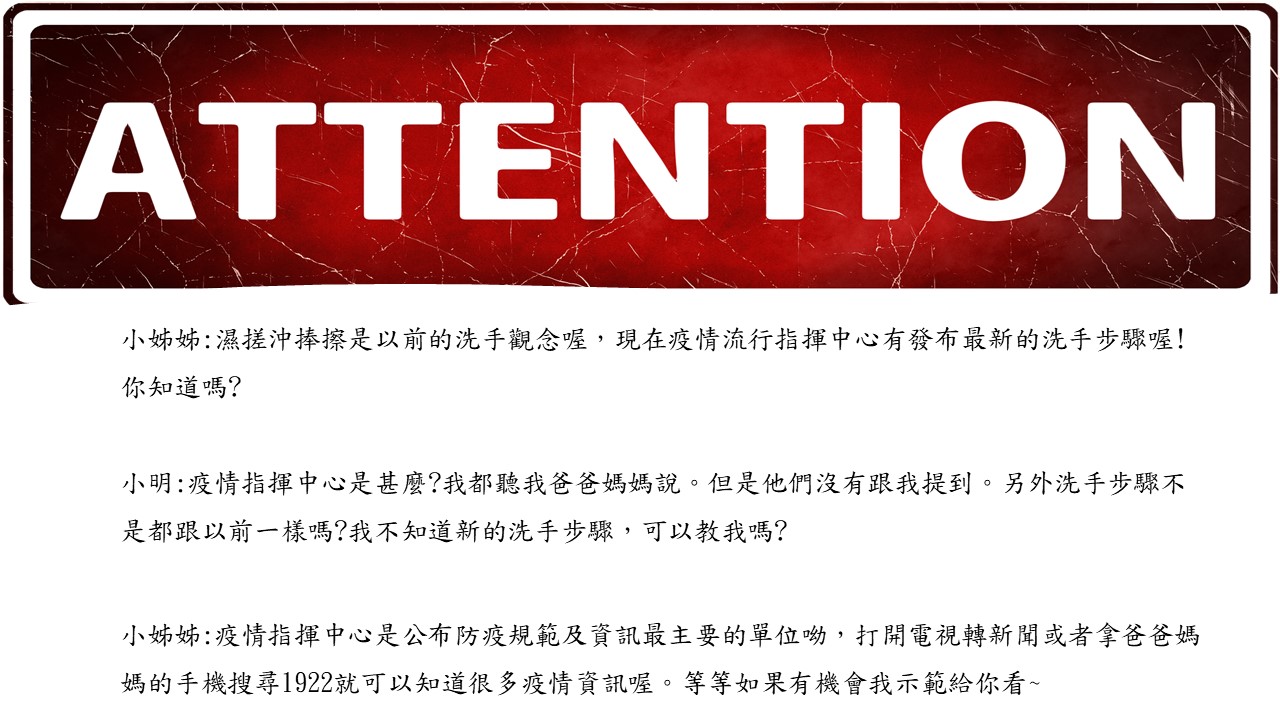 ATTENTION
小姊姊:濕搓沖捧擦是以前的洗手觀念喔，現在疫情流行指揮中心有發布最新的洗手步驟喔!
你知道嗎?
小明:疫情指揮中心是甚麼?我都聽我爸爸媽媽說。但是他們沒有跟我提到。另外洗手步驟不
是都跟以前一樣嗎?我不知道新的洗手步驟，可以教我嗎?
小姊姊:疫情指揮中心是公布防疫規範及資訊最主要的單位呦，打開電視轉新聞或者拿爸爸媽
媽的手機搜尋1922就可以知道很多疫情資訊喔。等等如果有機會我示範給你看~